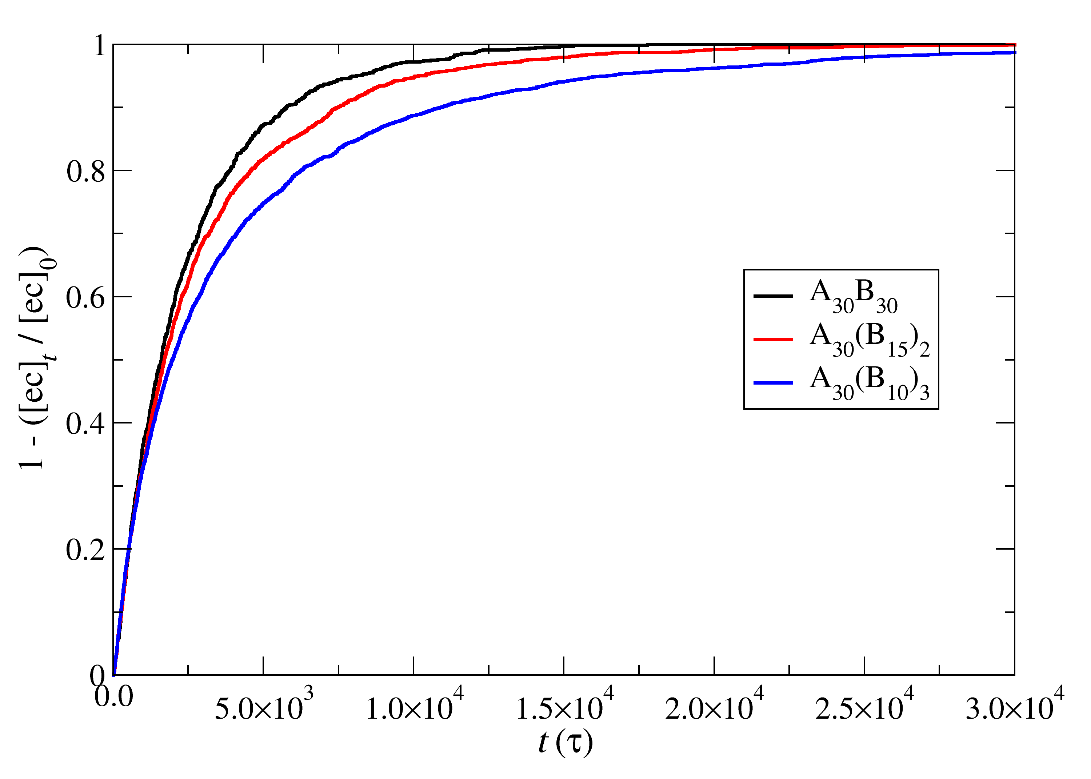 1
0.8
0.6
0.4
0.2
0
1 - ([ec]ₜ / [ec]₀)
A₃₀B₃₀
A₃₀(B₁₅)₂
A₃₀(B₁₀)₃
0.0 5.0×10³ 1.0×10⁴ 1.5×10⁴ 2.0×10⁴ 2.5×10⁴ 3.0×10⁴
t (τ)